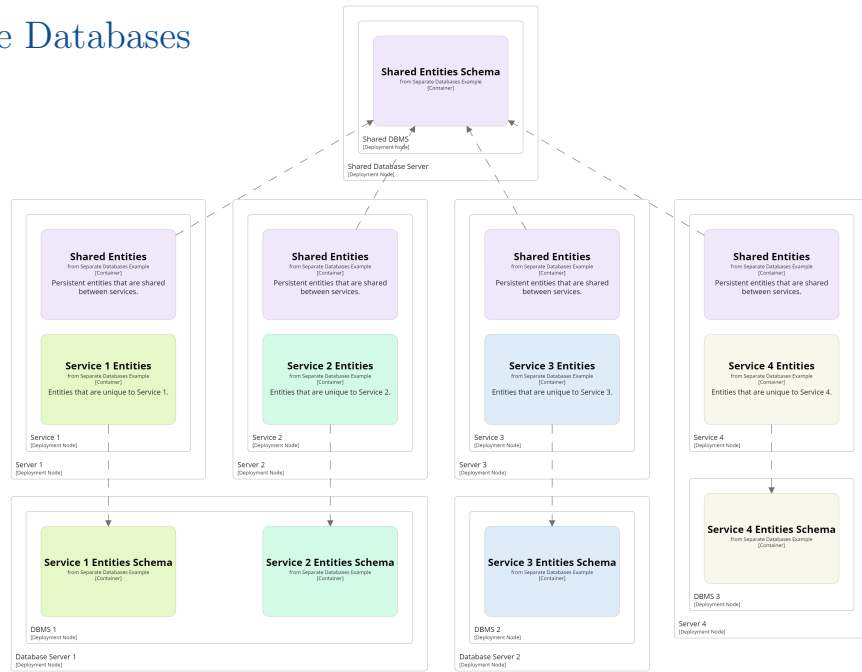 e Databases
Shared Entities Schema
from Separate Databases Example
[Container]
Shared DBMS
[Deployment Node]
Shared Database Server
[Deployment Node]
Shared Entities
from Separate Databases Example
[Container]
Persistent entities that are shared
between services.
Service 1 Entities
from Separate Databases Example
[Container]
Entities that are unique to Service 1.
Service 1
[Deployment Node]
Server 1
[Deployment Node]
Shared Entities
from Separate Databases Example
[Container]
Persistent entities that are shared
between services.
Service 2 Entities
from Separate Databases Example
[Container]
Entities that are unique to Service 2.
Service 2
[Deployment Node]
Server 2
[Deployment Node]
Shared Entities
from Separate Databases Example
[Container]
Persistent entities that are shared
between services.
Service 3 Entities
from Separate Databases Example
[Container]
Entities that are unique to Service 3.
Service 3
[Deployment Node]
Server 3
[Deployment Node]
Shared Entities
from Separate Databases Example
[Container]
Persistent entities that are shared
between services.
Service 4 Entities
from Separate Databases Example
[Container]
Entities that are unique to Service 4.
Service 4
[Deployment Node]
Service 4 Entities Schema
from Separate Databases Example
[Container]
DBMS 3
[Deployment Node]
Server 4
[Deployment Node]
Service 1 Entities Schema
from Separate Databases Example
[Container]
Service 2 Entities Schema
from Separate Databases Example
[Container]
DBMS 1
[Deployment Node]
Database Server 1
[Deployment Node]
Service 3 Entities Schema
from Separate Databases Example
[Container]
DBMS 2
[Deployment Node]
Database Server 2
[Deployment Node]